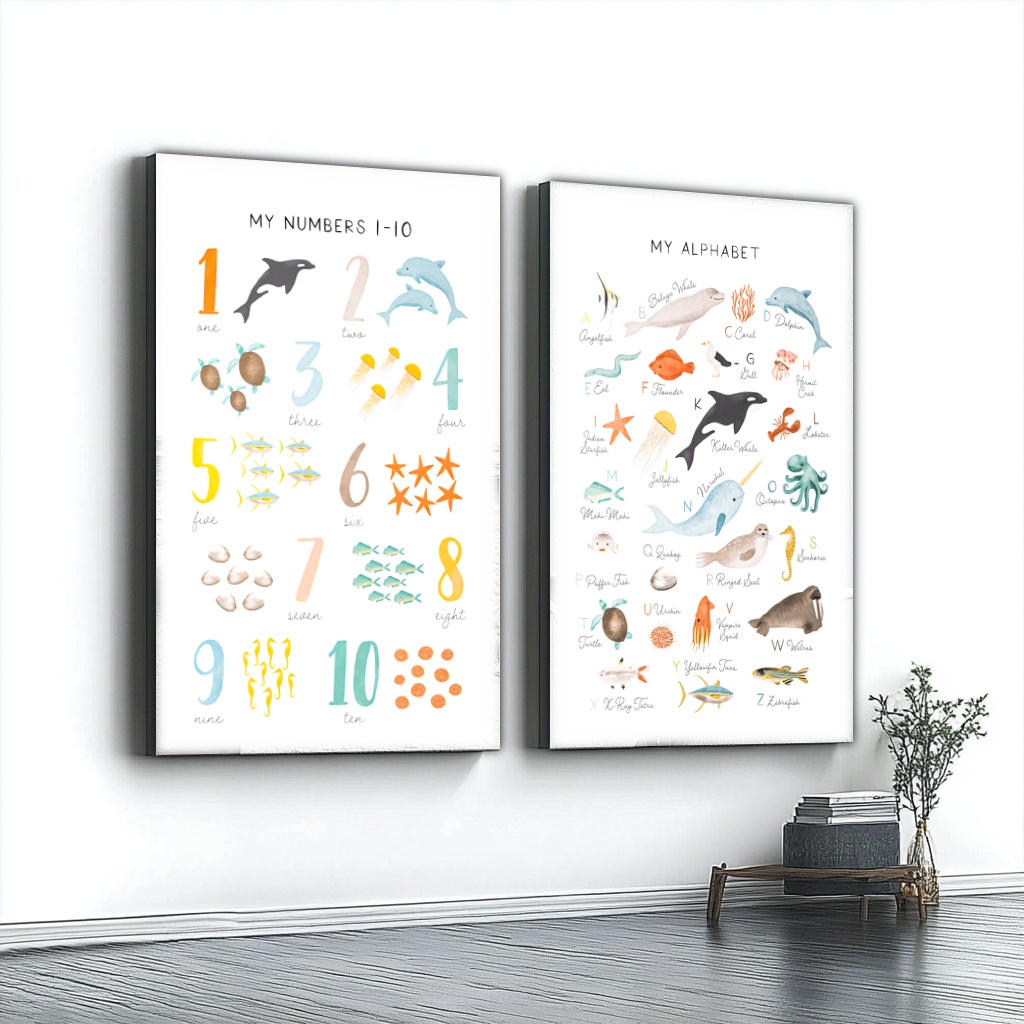 MY NUMBERS 1-10
1
one
2
two
3
three
4
four
5
five
6
six
7
seven
8
eight
9
nine
10
ten
MY ALPHABET
A
Angelfish
B
Beluga Whale
C Coral
D
Dolphin
E Eel
F Flounder
G
Gull
H
Hermit
Crab
I
Indian
Starfish
J
Jellyfish
K
Killer Whale
L
Lobster
M
Mahi Mahi
N
Narwhal
O
Octopus
P Puffer Fish
Q Quahog
R Ringed Seal
S
Seahorse
T
Turtle
U Urchin
V
Vampire
Squid
W Walrus
X X-Ray Tetra
Y Yellowfin Tuna
Z Zebrafish